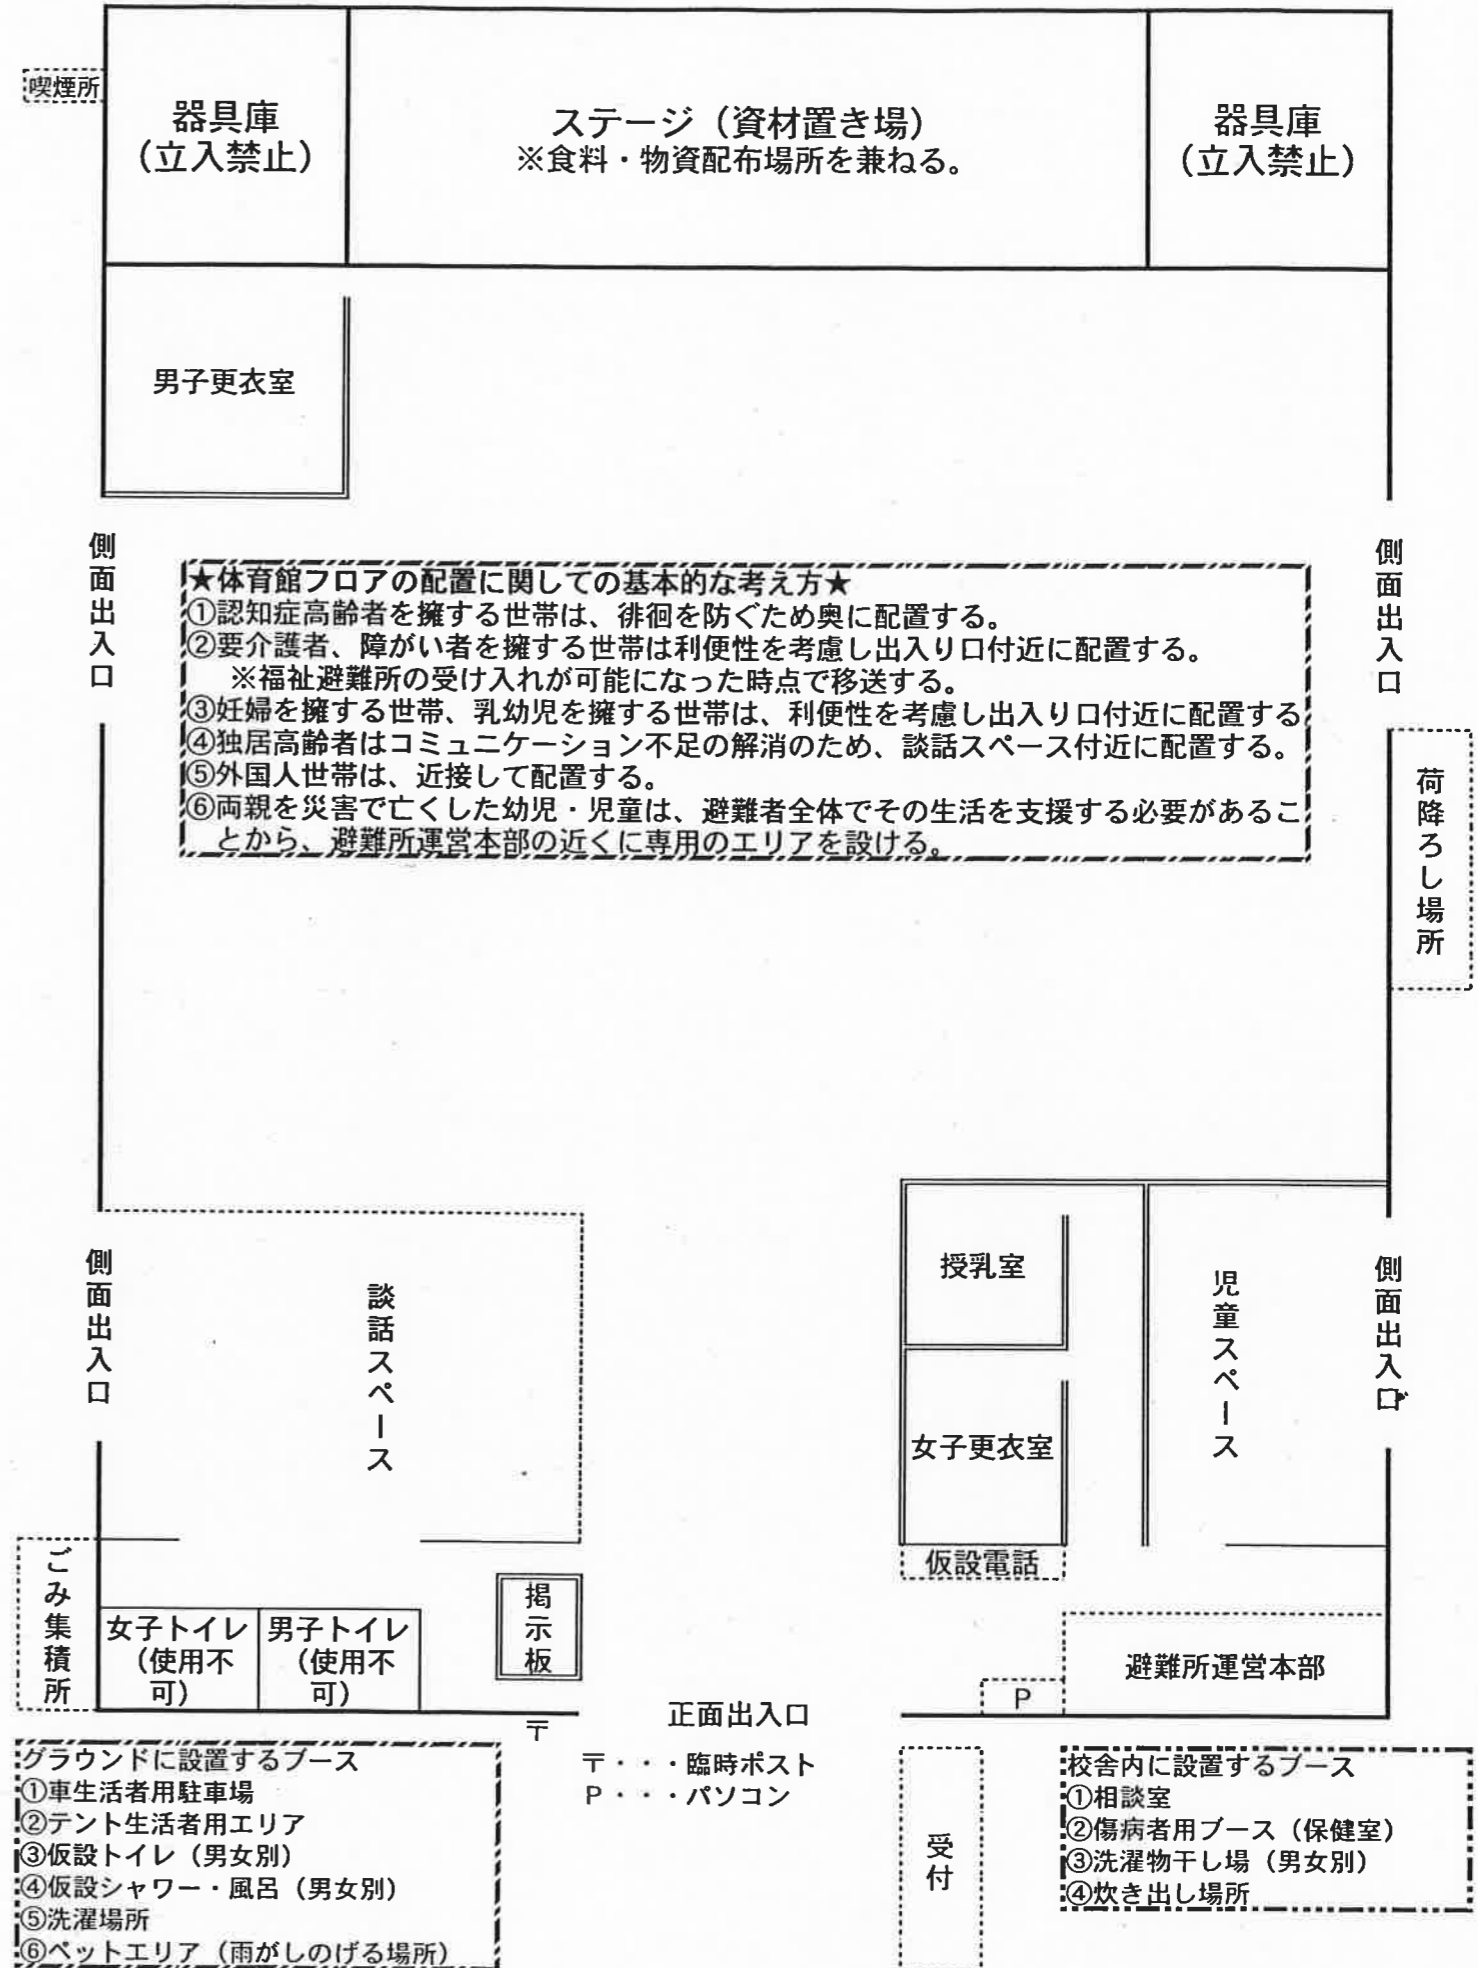 喫煙所
器具庫
（立入禁止）
ステージ（資材置き場）
※食料・物資配布場所を兼ねる。
器具庫
（立入禁止）
男子更衣室
側面出入口
側面出入口
★体育館フロアの配置に関しての基本的な考え方★
①認知症高齢者を擁する世帯は、徘徊を防ぐため奥に配置する。
②要介護者、障がい者を擁する世帯は利便性を考慮し出入り口付近に配置する。
※福祉避難所の受け入れが可能になった時点で移送する。
③妊婦を擁する世帯、乳幼児を擁する世帯は、利便性を考慮し出入り口付近に配置する
④独居高齢者はコミュニケーション不足の解消のため、談話スペース付近に配置する。
⑤外国人世帯は、近接して配置する。
⑥両親を災害で亡くした幼児・児童は、避難者全体でその生活を支援する必要があるこ
とから、避難所運営本部の近くに専用のエリアを設ける。
荷降ろし場所
側面出入口
談話スペース
授乳室
児童スペース
側面出入口
女子更衣室
仮設電話
ごみ集積所
女子トイレ
（使用不
可）
男子トイレ
（使用不
可）
掲示板
避難所運営本部
P
正面出入口
〒
〒・・・臨時ポスト
P・・・パソコン
受付
グラウンドに設置するブース
①車生活者用駐車場
②テント生活者用エリア
③仮設トイレ（男女別）
④仮設シャワー・風呂（男女別）
⑤洗濯場所
⑥ペットエリア（雨がしのげる場所）
校舎内に設置するブース
①相談室
②傷病者用ブース（保健室）
③洗濯物干し場（男女別）
④炊き出し場所